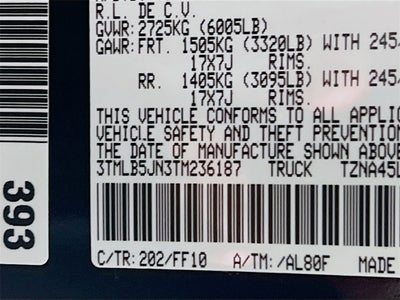 R.L. DE C.V.
GVWR: 2725KG (6005LB)
GAWR: FRT. 1505KG (3320LB) WITH 245
17X7J RIMS.
RR. 1405KG (3095LB) WITH 245
17X7J RIMS.
THIS VEHICLE CONFORMS TO ALL APPLIC
VEHICLE SAFETY AND THEFT PREVENTION
THE DATE OF MANUFACTURE SHOWN ABOVE
3TMLB5JN3TM236187 TRUCK TZNA45L
C/TR: 202/FF10 A/TM: /AL80F MADE
393